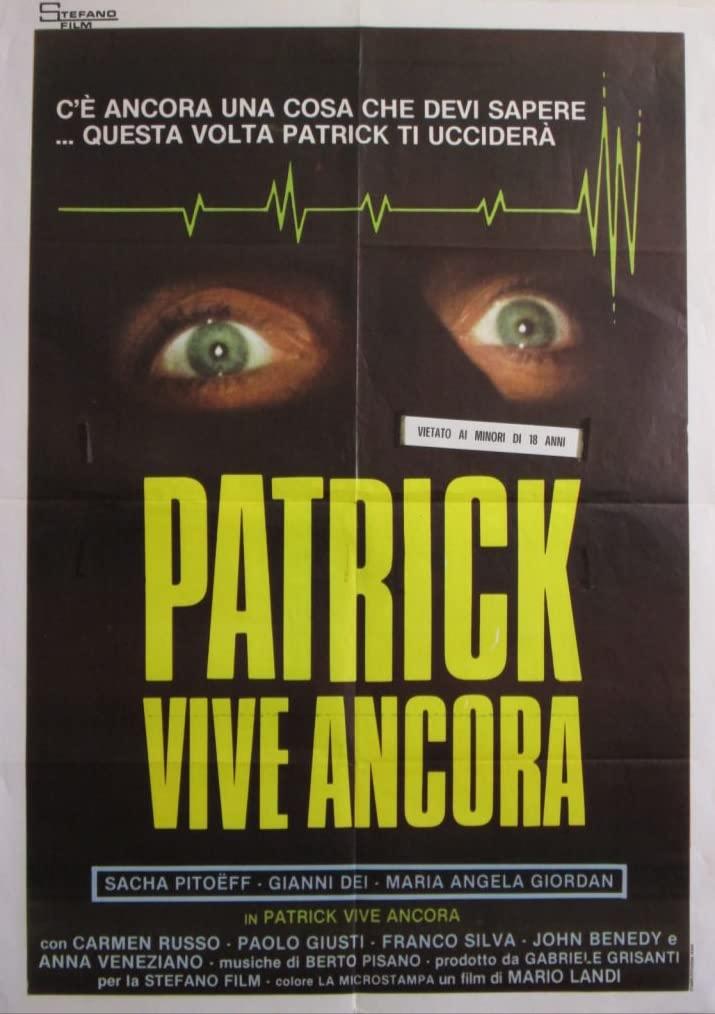 STEFANO
FILM
C'È ANCORA UNA COSA CHE DEVI SAPERE
... QUESTA VOLTA PATRICK TI UCCIDERÀ
VIETATO AI MINORI DI 18 ANNI
PATRICK
VIVE ANCORA
SACHA PITOËFF · GIANNI DEI · MARIA ANGELA GIORDAN
IN PATRICK VIVE ANCORA
con CARMEN RUSSO · PAOLO GIUSTI · FRANCO SILVA · JOHN BENEDY e
ANNA VENEZIANO · musiche di BERTO PISANO · prodotto da GABRIELE GRISANTI
per la STEFANO FILM · colore LA MICROSTAMPA un film di MARIO LANDI